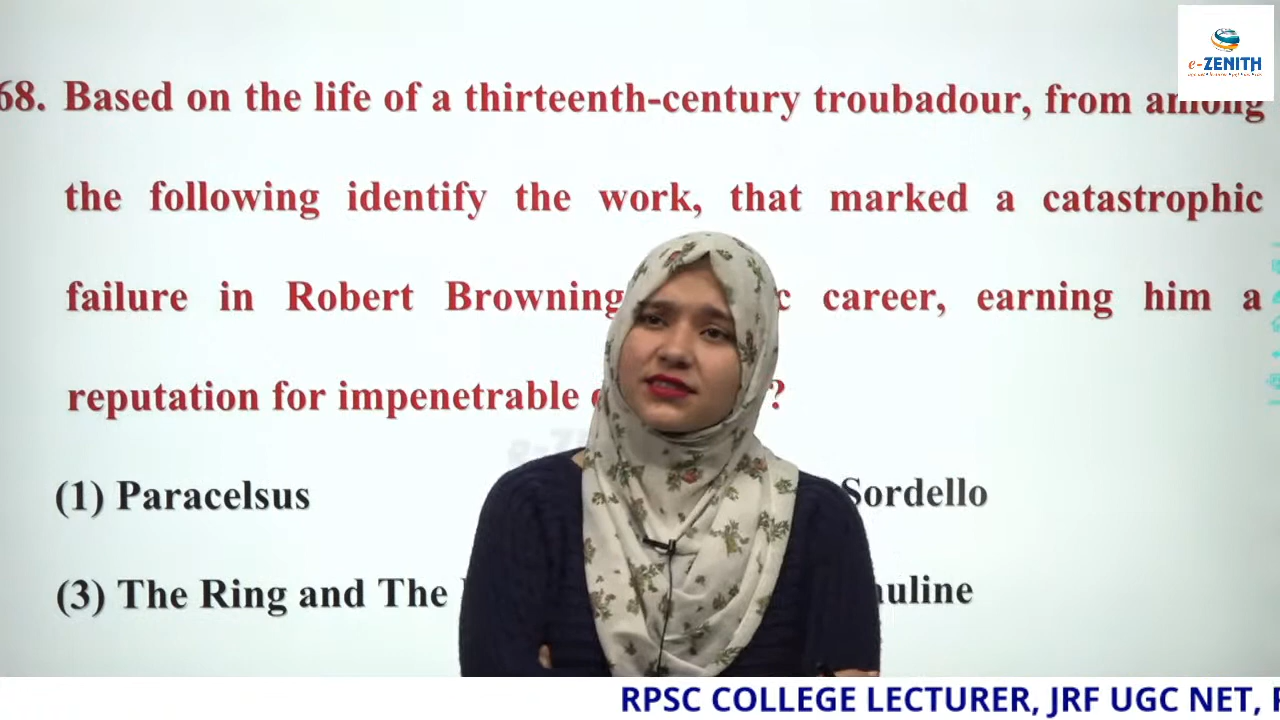 e-ZENITH
68. Based on the life of a thirteenth-century troubadour, from among
the following identify the work, that marked a catastrophic
failure in Robert Browning c career, earning him a
reputation for impenetrable ?
(1) Paracelsus Sordello
(3) The Ring and The auline
RPSC COLLEGE LECTURER, JRF UGC NET,